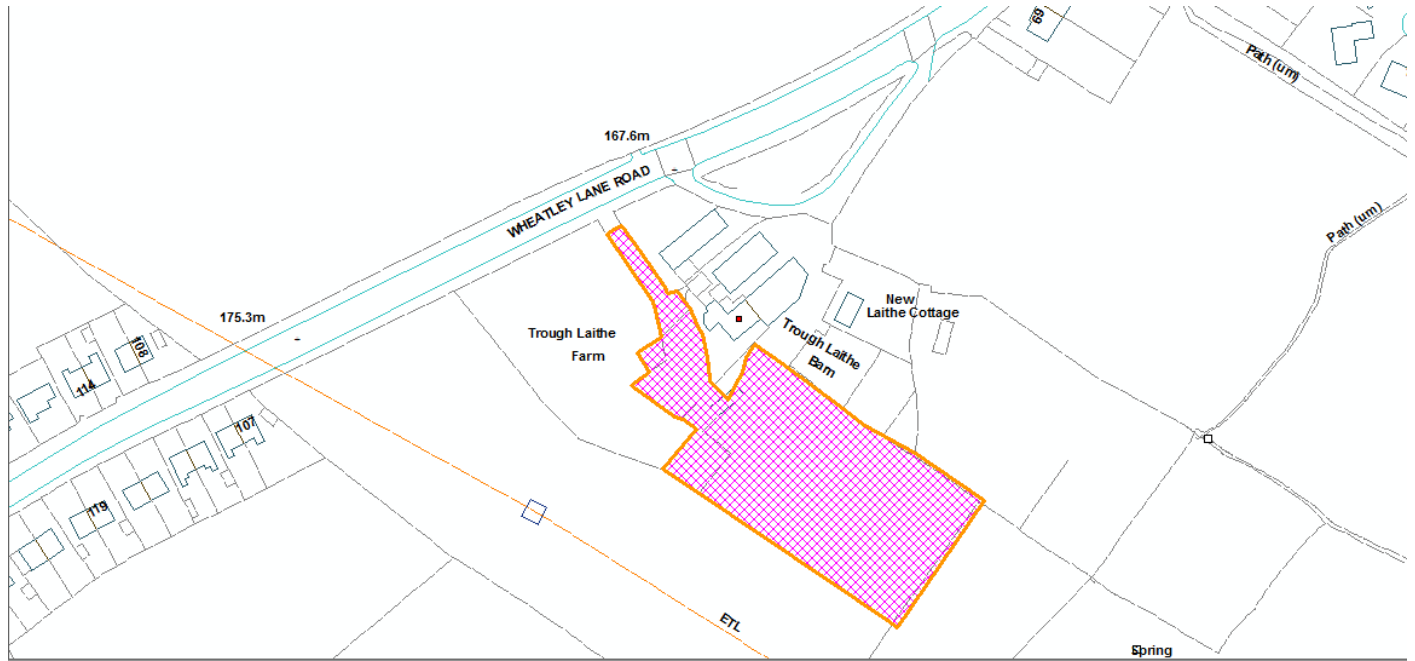 69
Path (um)
167.6m
WHEATLEY LANE ROAD
Path (um)
175.3m
New
Laithe Cottage
Trough Laithe
Farm
Trough Laithe
Barn
108
114
107
119
ETL
Spring